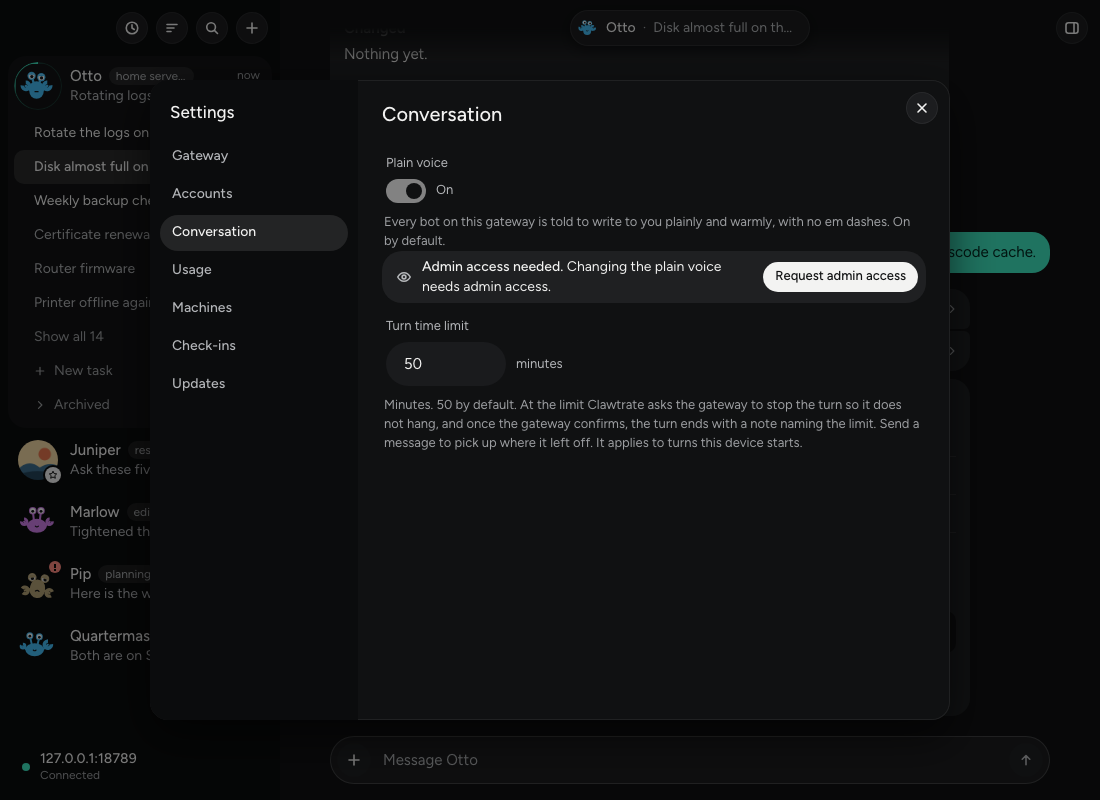 Otto · Disk almost full on th…
Nothing yet.
Otto home serve… now
Rotating logs
Rotate the logs on
Disk almost full on
Weekly backup che
Certificate renewa
Router firmware
Printer offline again
Show all 14
New task
Archived
Juniper res
Ask these five
Marlow edi
Tightened th
Pip planning
Here is the w
Quartermas
Both are on S
127.0.0.1:18789
Connected
Settings
Gateway
Accounts
Conversation
Usage
Machines
Check-ins
Updates
Conversation
Plain voice
On
Every bot on this gateway is told to write to you plainly and warmly, with no em dashes. On
by default.
Admin access needed. Changing the plain voice
needs admin access.
Request admin access
Turn time limit
50 minutes
Minutes. 50 by default. At the limit Clawtrate asks the gateway to stop the turn so it does
not hang, and once the gateway confirms, the turn ends with a note naming the limit. Send a
message to pick up where it left off. It applies to turns this device starts.
scode cache.
Message Otto